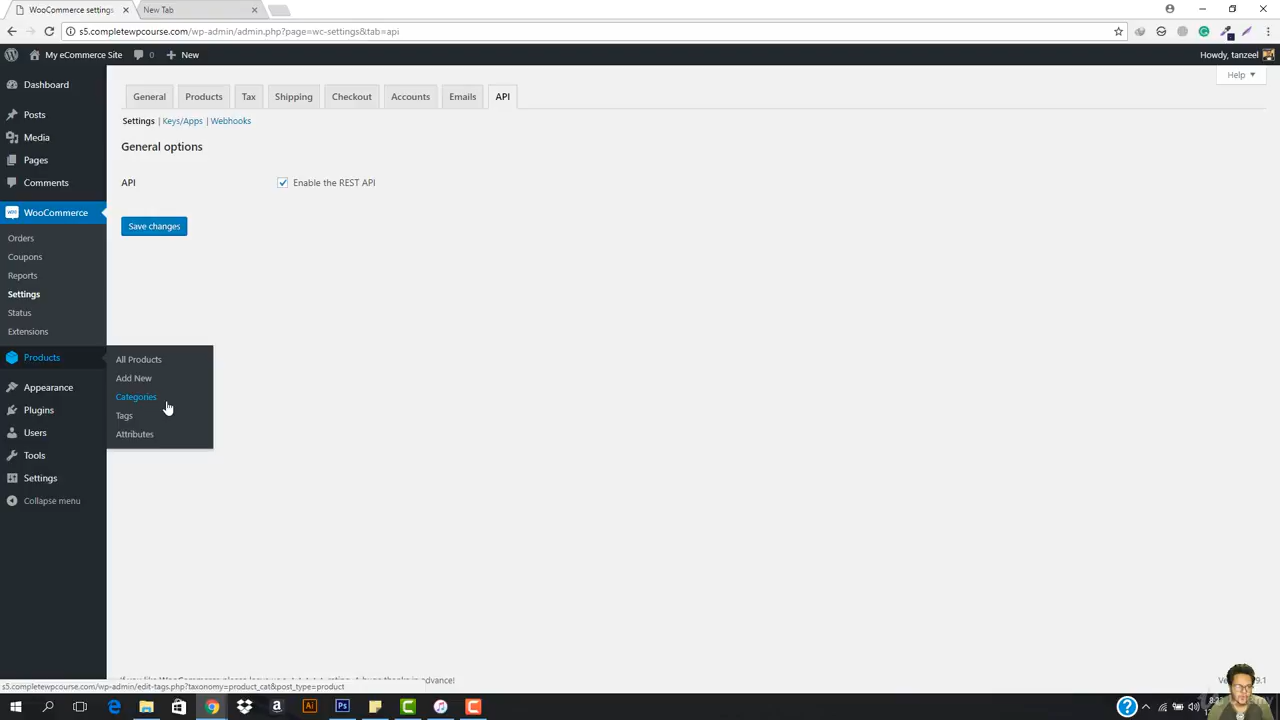 WooCommerce settings
New Tab
s5.completewpcourse.com/wp-admin/admin.php?page=wc-settings&tab=api
My eCommerce Site
0
New
Howdy, tanzeel
Help
Dashboard
Posts
Media
Pages
Comments
WooCommerce
Orders
Coupons
Reports
Settings
Status
Extensions
Products
Appearance
Plugins
Users
Tools
Settings
Collapse menu
All Products
Add New
Categories
Tags
Attributes
General
Products
Tax
Shipping
Checkout
Accounts
Emails
API
Settings | Keys/Apps | Webhooks
General options
API
Enable the REST API
Save changes
s5.completewpcourse.com/wp-admin/edit-tags.php?taxonomy=product_cat&post_type=product